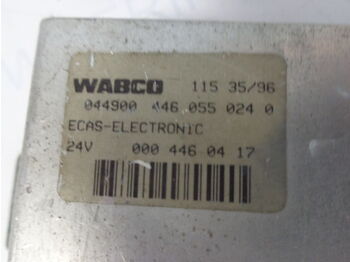 WABCO 115 35/96
044900 446 055 024 0
ECAS-ELECTRONIC
24V 000 446 04 17